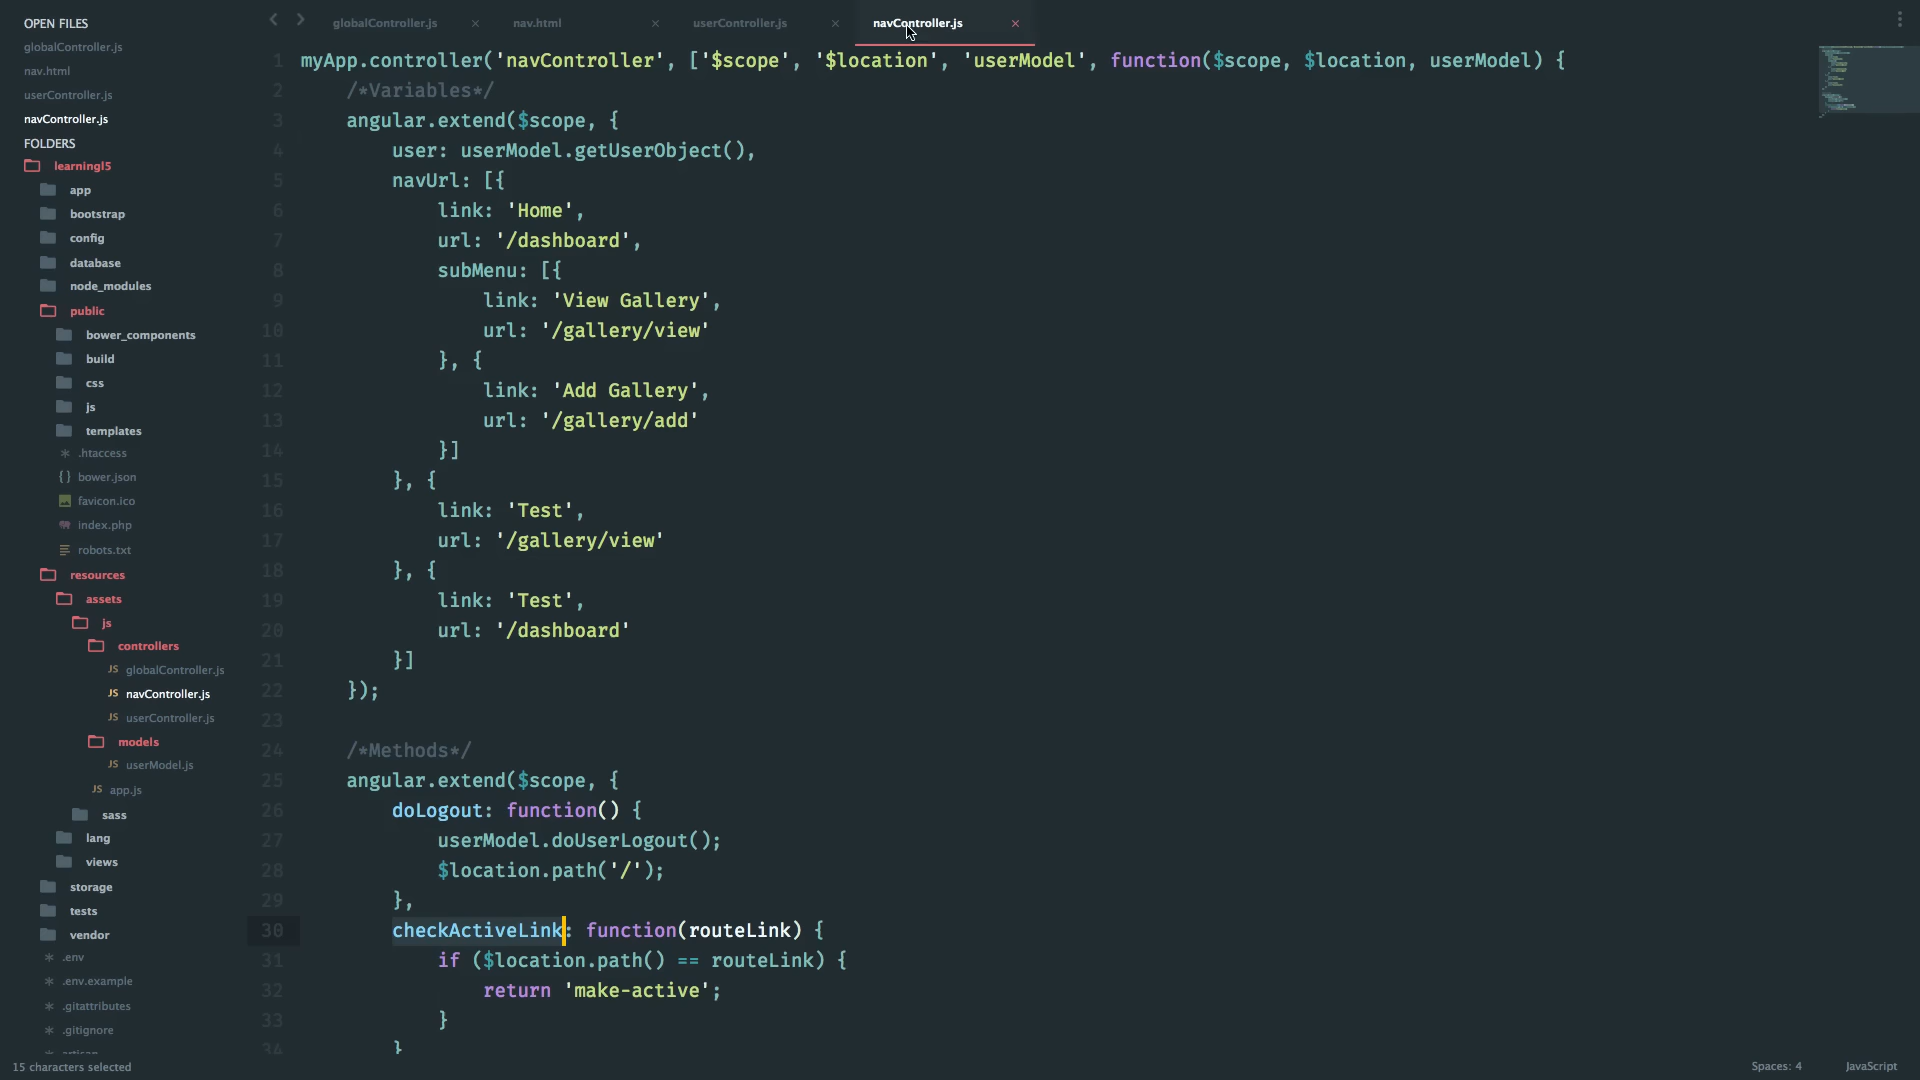 OPEN FILES
globalController.js
nav.html
userController.js
navController.js
FOLDERS
learningl5
app
bootstrap
config
database
node_modules
public
bower_components
build
css
js
templates
.htaccess
bower.json
favicon.ico
index.php
robots.txt
resources
assets
js
controllers
JS globalController.js
JS navController.js
JS userController.js
models
JS userModel.js
JS app.js
sass
lang
views
storage
tests
vendor
.env
.env.example
.gitattributes
.gitignore
artisan
globalController.js nav.html userController.js navController.js
1 myApp.controller('navController', ['$scope', '$location', 'userModel', function($scope, $location, userModel) {
2 /*Variables*/
3 angular.extend($scope, {
4 user: userModel.getUserObject(),
5 navUrl: [{
6 link: 'Home',
7 url: '/dashboard',
8 subMenu: [{
9 link: 'View Gallery',
10 url: '/gallery/view'
11 }, {
12 link: 'Add Gallery',
13 url: '/gallery/add'
14 }]
15 }, {
16 link: 'Test',
17 url: '/gallery/view'
18 }, {
19 link: 'Test',
20 url: '/dashboard'
21 }]
22 });
23
24 /*Methods*/
25 angular.extend($scope, {
26 doLogout: function() {
27 userModel.doUserLogout();
28 $location.path('/');
29 },
30 checkActiveLink: function(routeLink) {
31 if ($location.path() == routeLink) {
32 return 'make-active';
33 }
34 }
15 characters selected
Spaces: 4 JavaScript